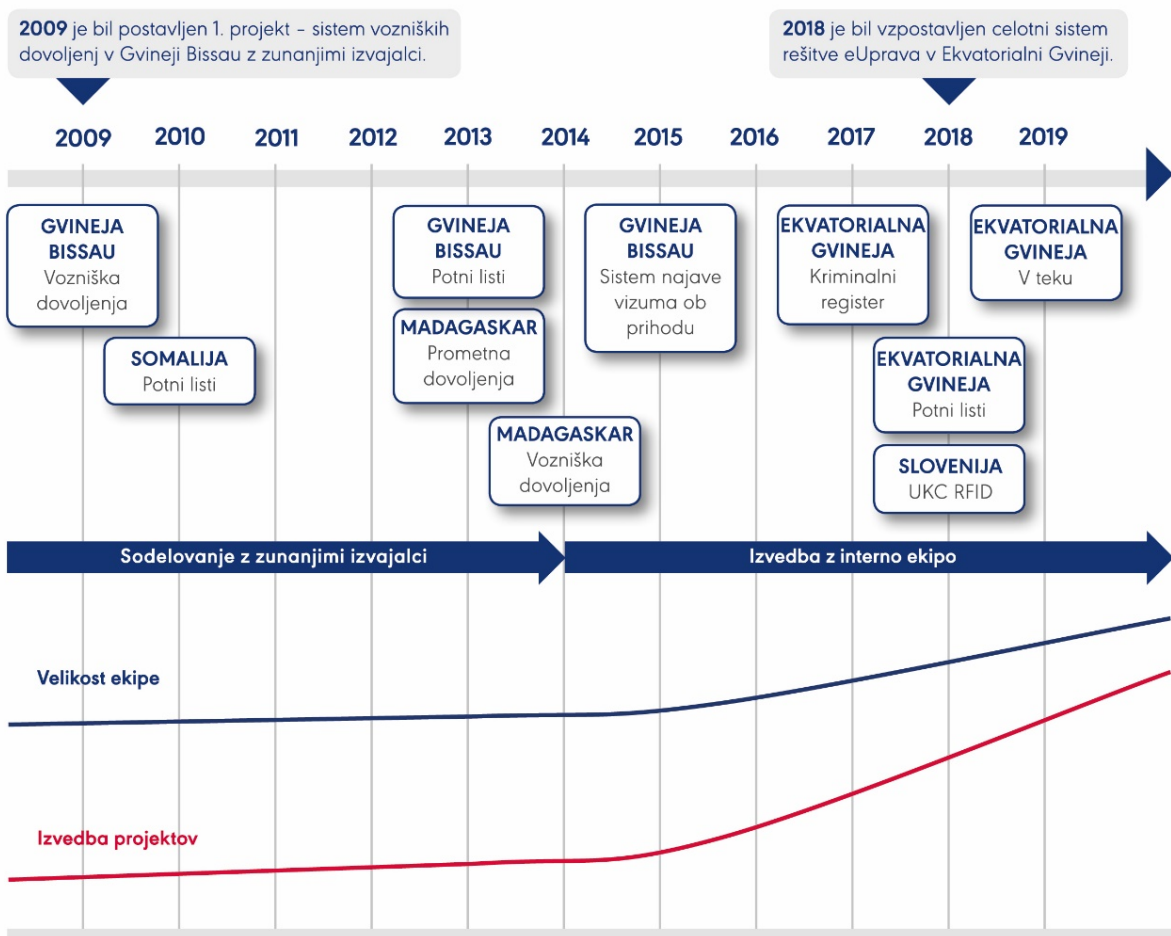 2009 je bil postavljen 1. projekt – sistem vozniških
dovoljenj v Gvineji Bissau z zunanjimi izvajalci.
2018 je bil vzpostavljen celotni sistem
rešitve eUprava v Ekvatorialni Gvineji.
2009 2010 2011 2012 2013 2014 2015 2016 2017 2018 2019
GVINEJA
BISSAU
Vozniška
dovoljenja
SOMALIJA
Potni listi
GVINEJA
BISSAU
Potni listi
MADAGASKAR
Prometna
dovoljenja
MADAGASKAR
Vozniška
dovoljenja
GVINEJA
BISSAU
Sistem najave
vizuma ob
prihodu
EKVATORIALNA
GVINEJA
Kriminalni
register
EKVATORIALNA
GVINEJA
Potni listi
SLOVENIJA
UKC RFID
EKVATORIALNA
GVINEJA
V teku
Sodelovanje z zunanjimi izvajalci
Izvedba z interno ekipo
Velikost ekipe
Izvedba projektov